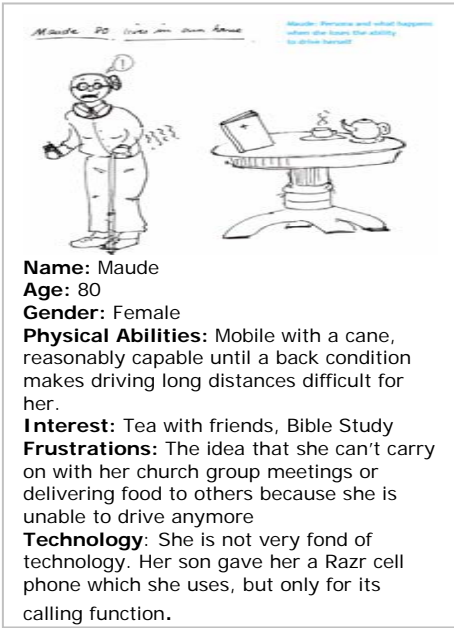 Maude 80 lives in own house
Maude: Persona and what happens
when she loses the ability
to drive herself
!
Name: Maude
Age: 80
Gender: Female
Physical Abilities: Mobile with a cane,
reasonably capable until a back condition
makes driving long distances difficult for
her.
Interest: Tea with friends, Bible Study
Frustrations: The idea that she can't carry
on with her church group meetings or
delivering food to others because she is
unable to drive anymore
Technology: She is not very fond of
technology. Her son gave her a Razr cell
phone which she uses, but only for its
calling function.